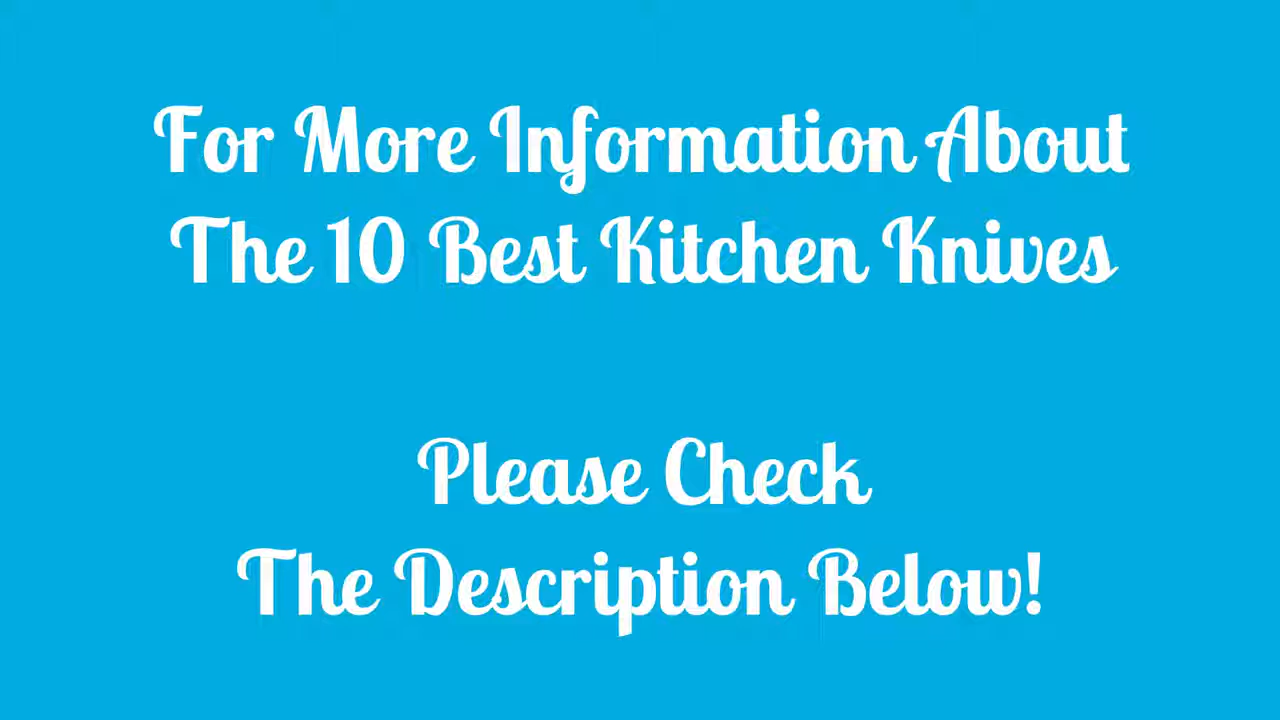 For More Information About
The 10 Best Kitchen Knives
Please Check
The Description Below!